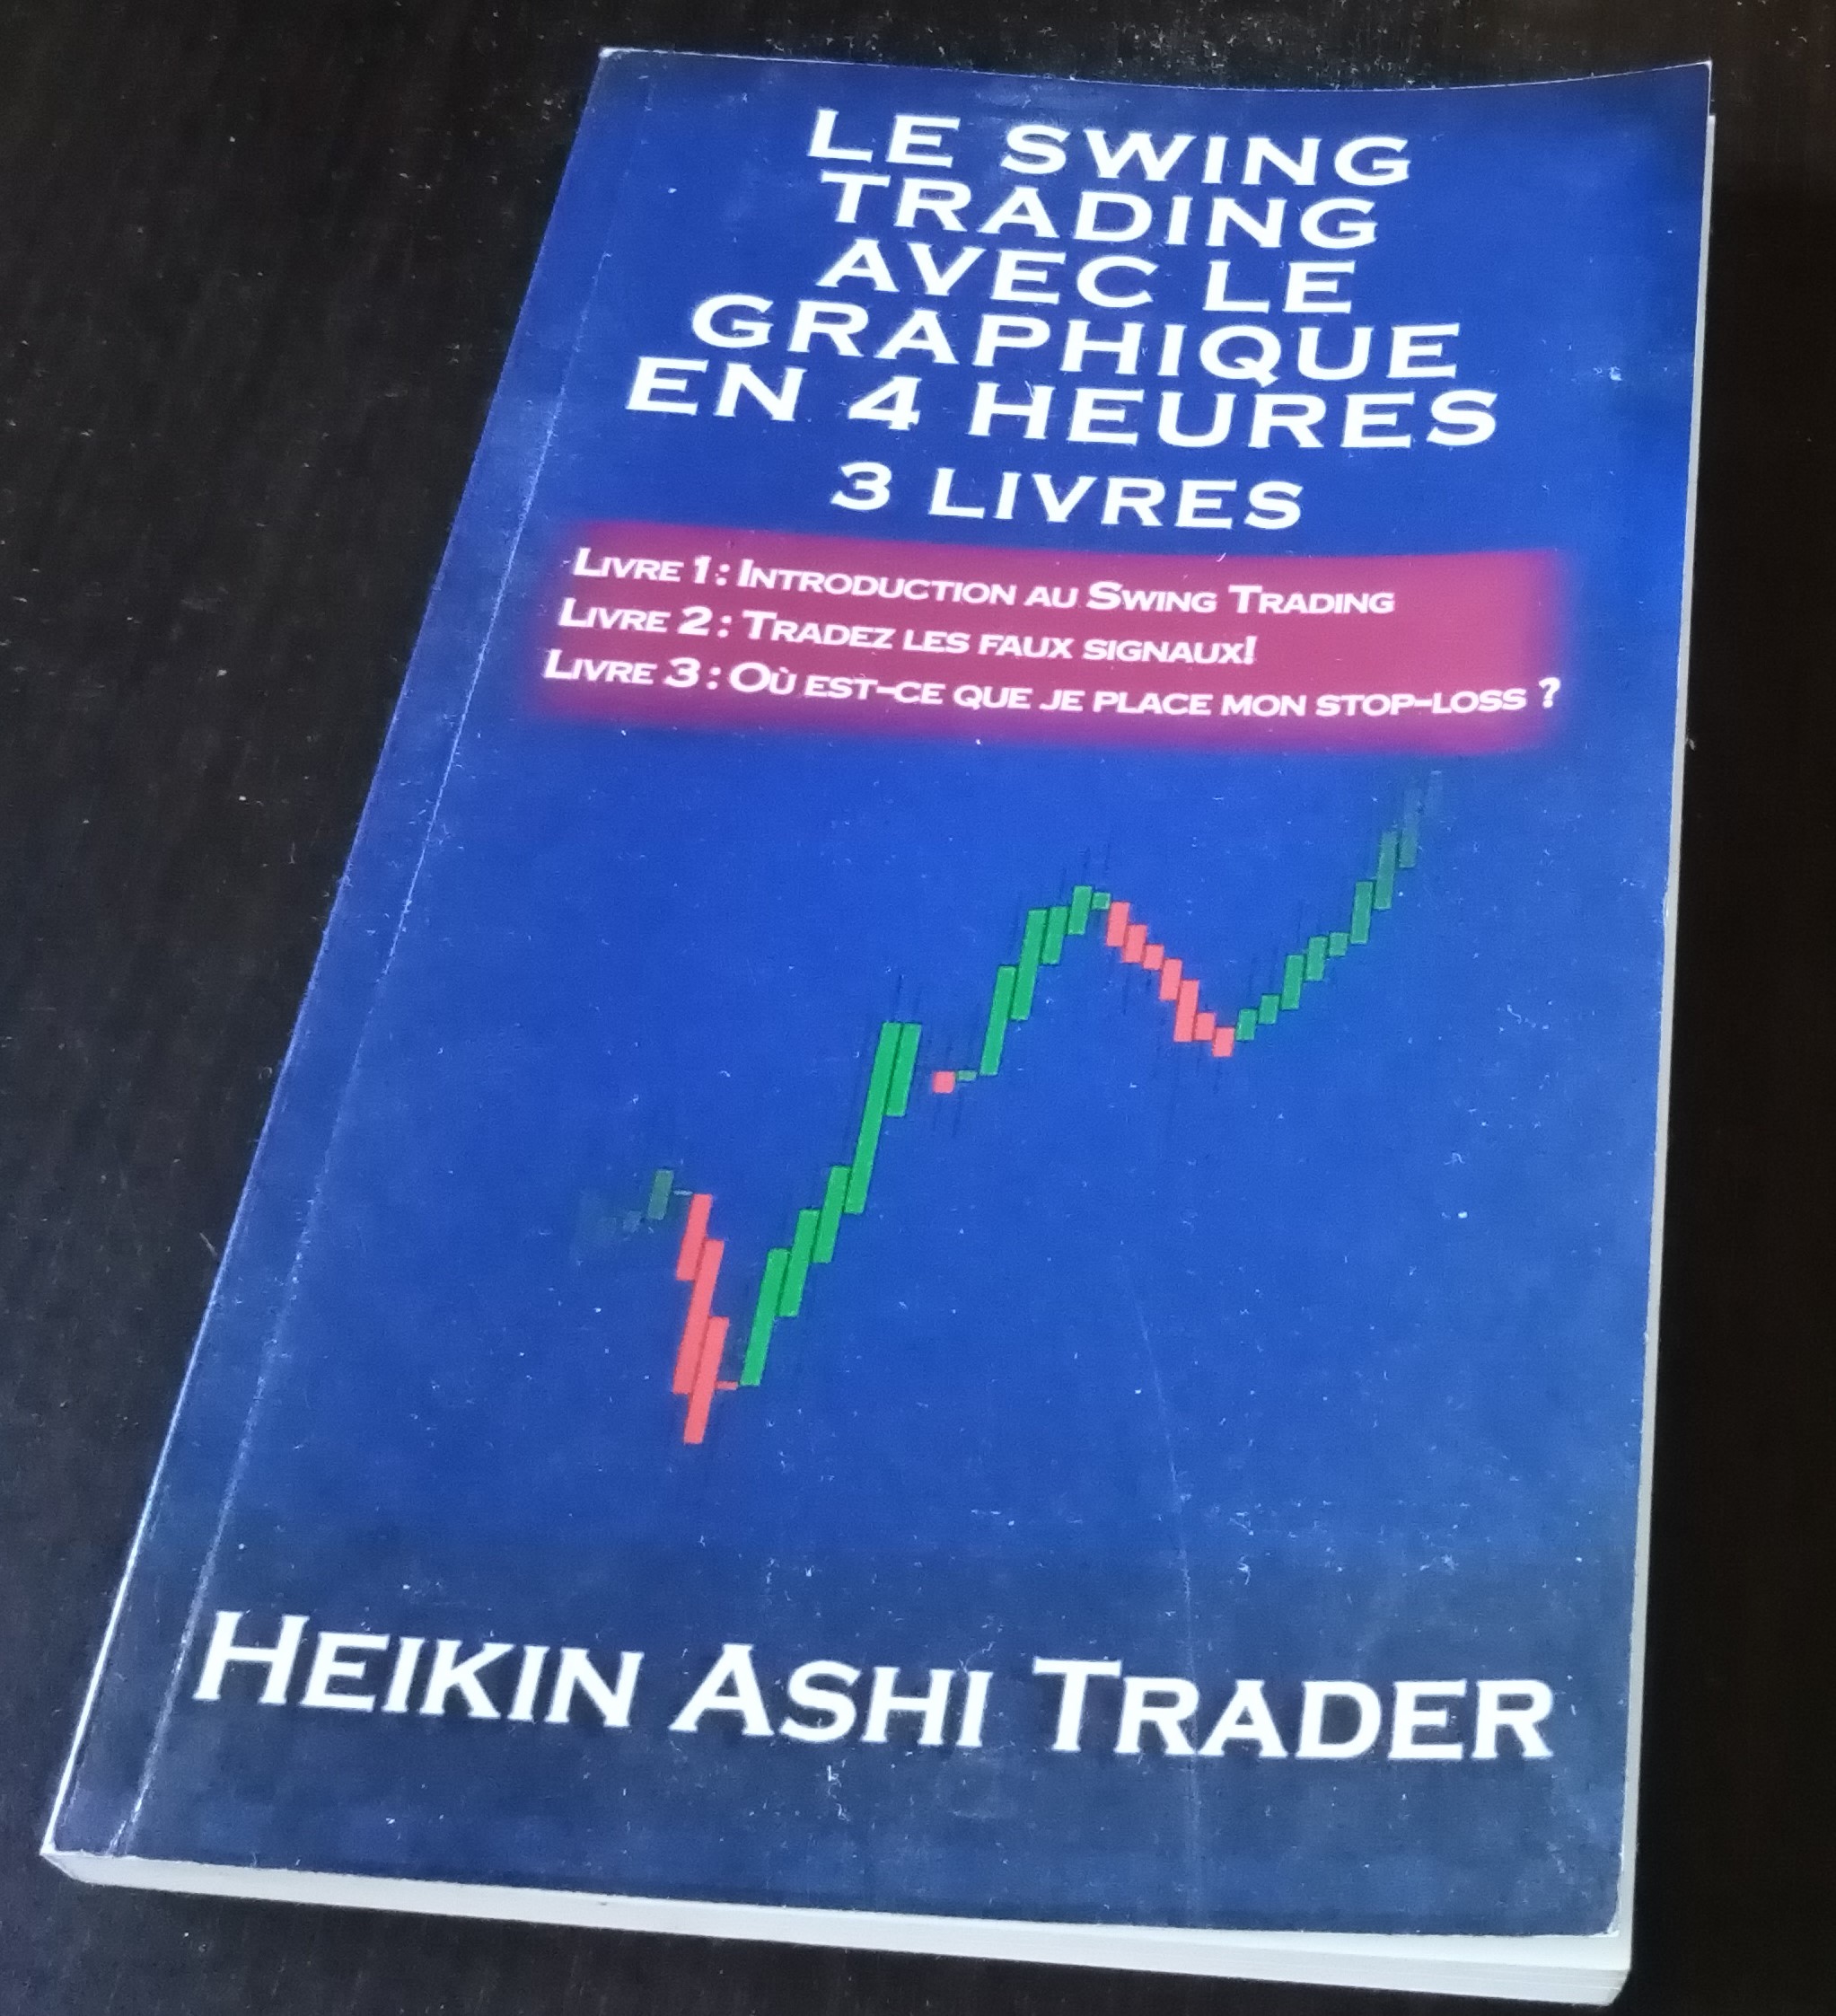 LE SWING
TRADING
AVEC LE
GRAPHIQUE
EN 4 HEURES
3 LIVRES
LIVRE 1 : INTRODUCTION AU SWING TRADING
LIVRE 2 : TRADEZ LES FAUX SIGNAUX!
LIVRE 3 : OÙ EST-CE QUE JE PLACE MON STOP-LOSS ?
HEIKIN ASHI TRADER